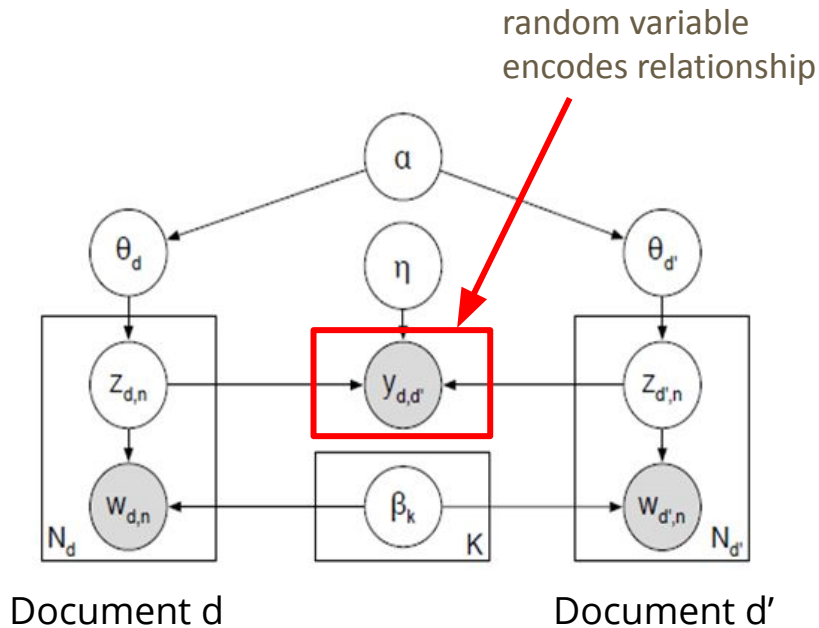 random variable
encodes relationship
α
θd
η
θd'
zd,n
yd,d'
zd',n
wd,n
βk
wd',n
Nd
K
Nd'
Document d
Document d’